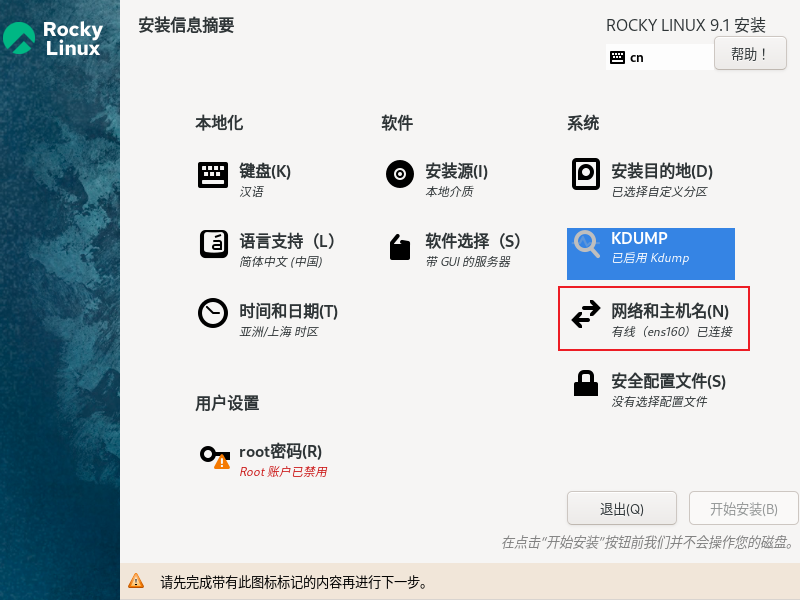 Rocky
Linux
安装信息摘要
ROCKY LINUX 9.1 安装
cn
帮助！
本地化
软件
系统
键盘(K)
汉语
安装源(I)
本地介质
安装目的地(D)
已选择自定义分区
语言支持（L）
简体中文 (中国)
软件选择（S）
带 GUI 的服务器
KDUMP
已启用 Kdump
时间和日期(T)
亚洲/上海 时区
网络和主机名(N)
有线（ens160）已连接
安全配置文件(S)
没有选择配置文件
用户设置
root密码(R)
Root 账户已禁用
退出(Q)
开始安装(B)
在点击“开始安装”按钮前我们并不会操作您的磁盘。
请先完成带有此图标标记的内容再进行下一步。